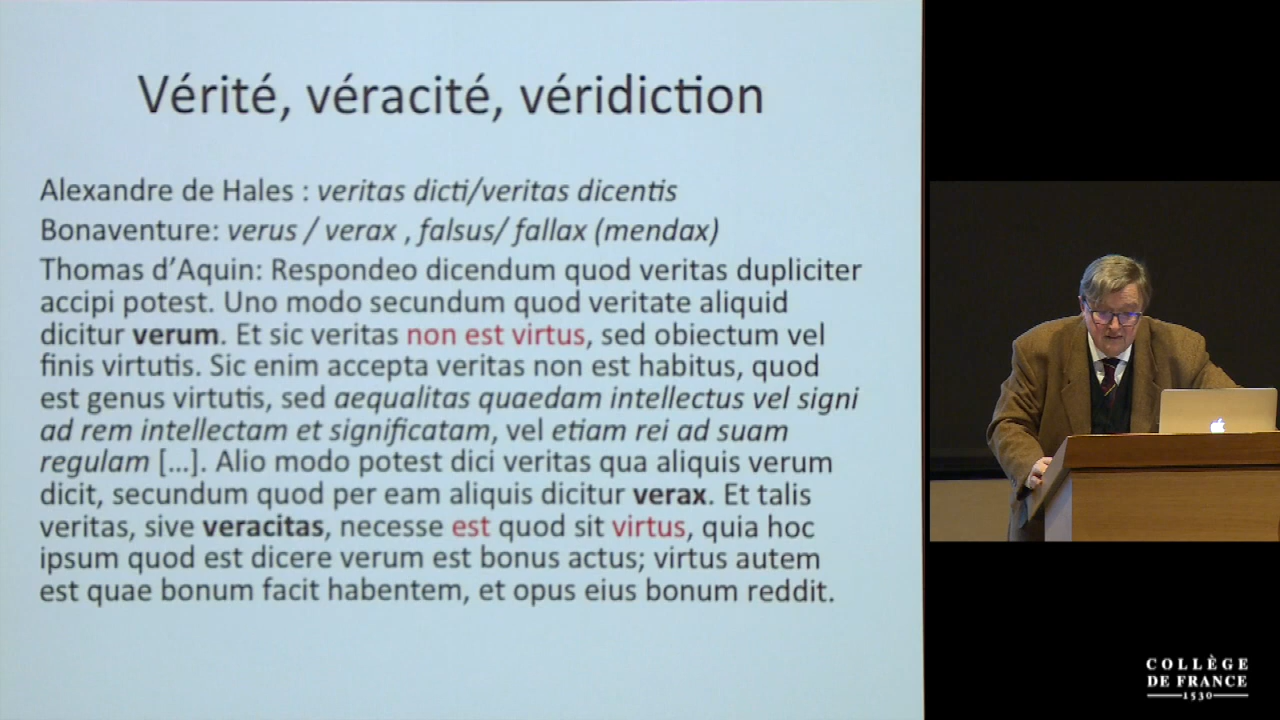 Vérité, véracité, véridiction
Alexandre de Hales : veritas dicti/veritas dicentis
Bonaventure: verus / verax , falsus/ fallax (mendax)
Thomas d’Aquin: Respondeo dicendum quod veritas dupliciter
accipi potest. Uno modo secundum quod veritate aliquid
dicitur verum. Et sic veritas non est virtus, sed obiectum vel
finis virtutis. Sic enim accepta veritas non est habitus, quod
est genus virtutis, sed aequalitas quaedam intellectus vel signi
ad rem intellectam et significatam, vel etiam rei ad suam
regulam [...]. Alio modo potest dici veritas qua aliquis verum
dicit, secundum quod per eam aliquis dicitur verax. Et talis
veritas, sive veracitas, necesse est quod sit virtus, quia hoc
ipsum quod est dicere verum est bonus actus; virtus autem
est quae bonum facit habentem, et opus eius bonum reddit.
COLLÈGE
DE FRANCE
1530